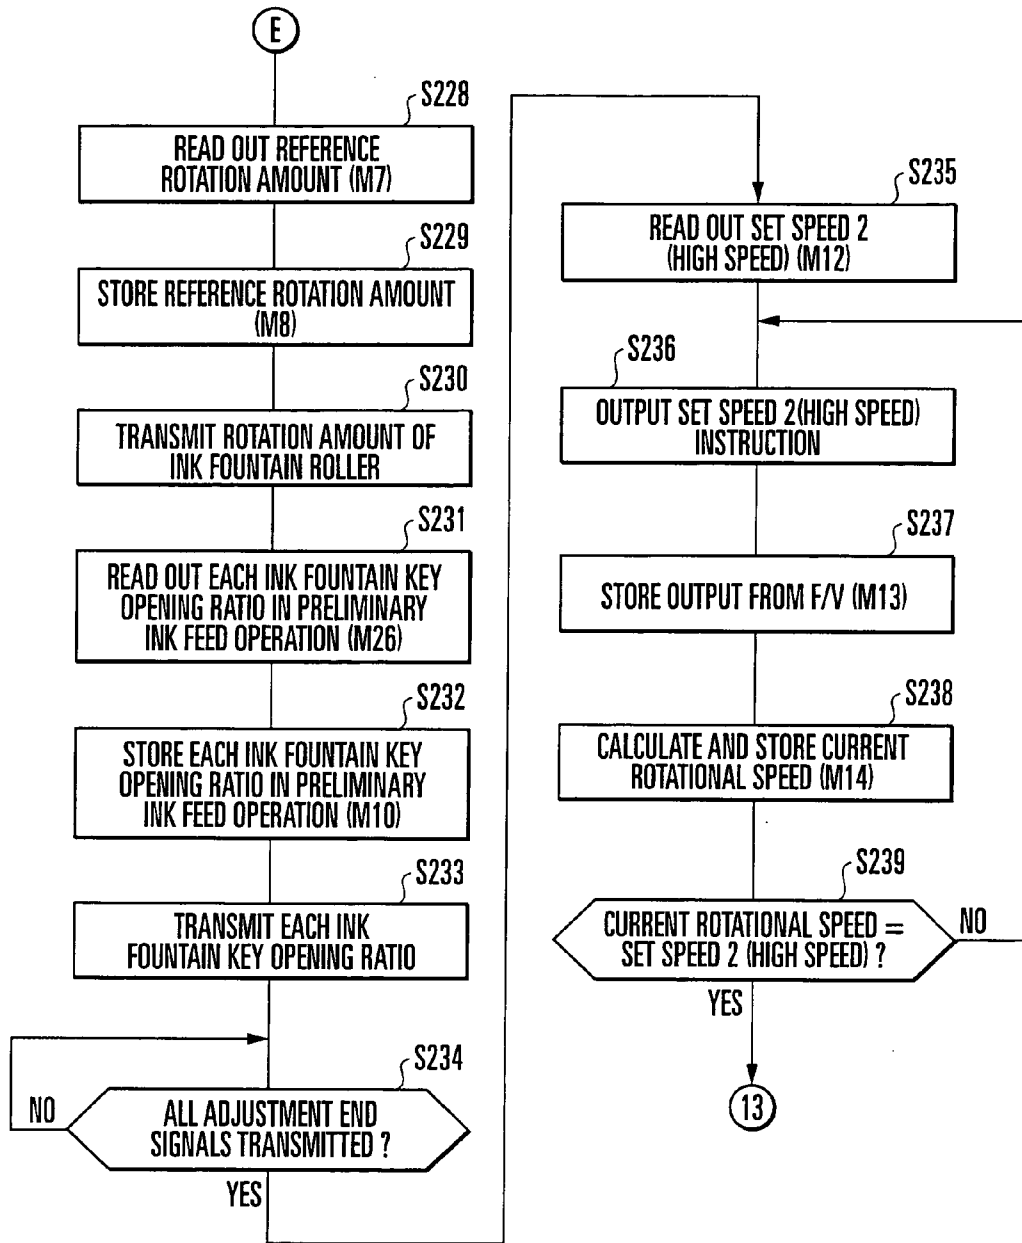 E
S228
READ OUT REFERENCE
ROTATION AMOUNT (M7)
S229
STORE REFERENCE ROTATION AMOUNT
(M8)
S230
TRANSMIT ROTATION AMOUNT OF
INK FOUNTAIN ROLLER
S231
READ OUT EACH INK FOUNTAIN KEY
OPENING RATIO IN PRELIMINARY
INK FEED OPERATION (M26)
S232
STORE EACH INK FOUNTAIN KEY
OPENING RATIO IN PRELIMINARY
INK FEED OPERATION (M10)
S233
TRANSMIT EACH INK
FOUNTAIN KEY OPENING RATIO
S234
NO
ALL ADJUSTMENT END
SIGNALS TRANSMITTED ?
YES
S235
READ OUT SET SPEED 2
(HIGH SPEED) (M12)
S236
OUTPUT SET SPEED 2(HIGH SPEED)
INSTRUCTION
S237
STORE OUTPUT FROM F/V (M13)
S238
CALCULATE AND STORE CURRENT
ROTATIONAL SPEED (M14)
S239
CURRENT ROTATIONAL SPEED =
SET SPEED 2 (HIGH SPEED) ?
NO
YES
13